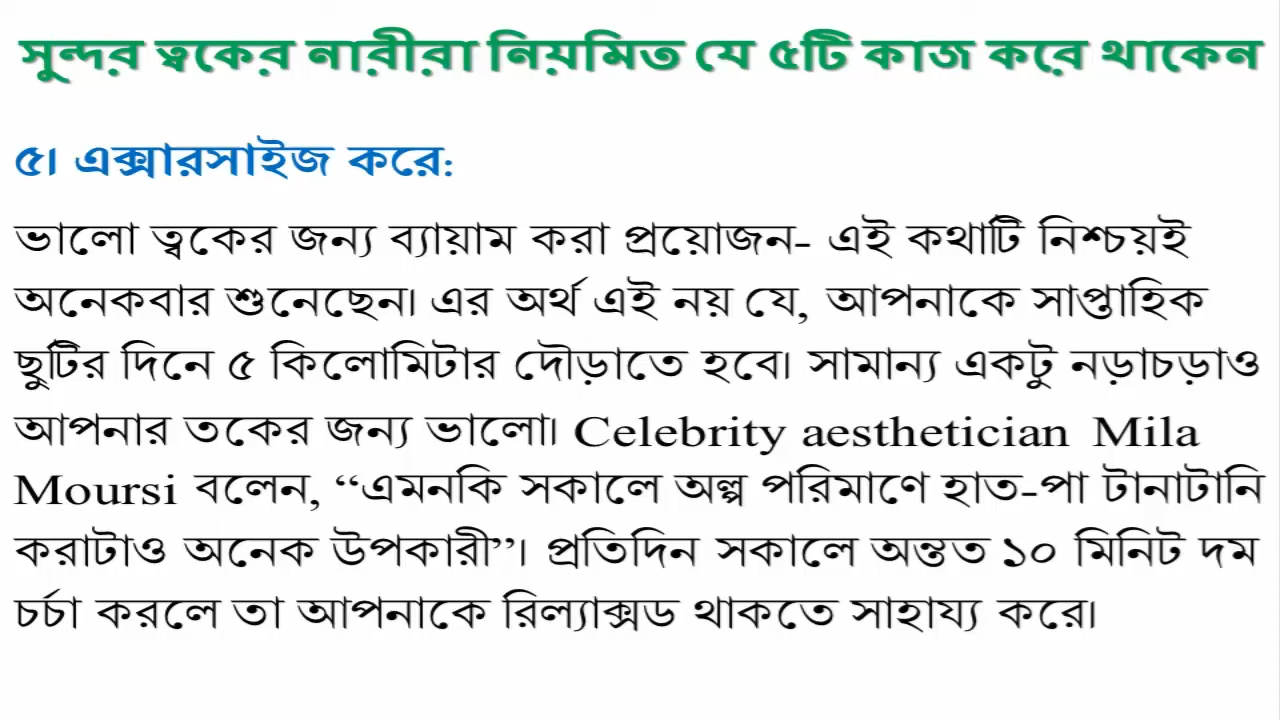 সুন্দর ত্বকের নারীরা নিয়মিত যে ৫টি কাজ করে থাকেন
৫। এক্সারসাইজ করে:
ভালো ত্বকের জন্য ব্যায়াম করা প্রয়োজন- এই কথাটি নিশ্চয়ই
অনেকবার শুনেছেন। এর অর্থ এই নয় যে, আপনাকে সাপ্তাহিক
ছুটির দিনে ৫ কিলোমিটার দৌড়াতে হবে। সামান্য একটু নড়াচড়াও
আপনার তকের জন্য ভালো। Celebrity aesthetician Mila
Moursi বলেন, “এমনকি সকালে অল্প পরিমাণে হাত-পা টানাটানি
করাটাও অনেক উপকারী”। প্রতিদিন সকালে অন্তত ১০ মিনিট দম
চর্চা করলে তা আপনাকে রিল্যাক্সড থাকতে সাহায্য করে।